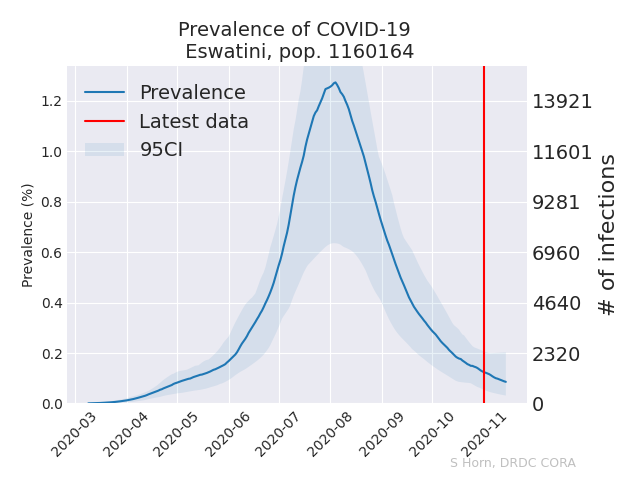 Prevalence of COVID-19
Eswatini, pop. 1160164
Prevalence
Latest data
95CI
Prevalence (%)
1.2
1.0
0.8
0.6
0.4
0.2
0.0
13921
11601
9281
6960
4640
2320
0
# of infections
2020-03
2020-04
2020-05
2020-06
2020-07
2020-08
2020-09
2020-10
2020-11
S Horn, DRDC CORA